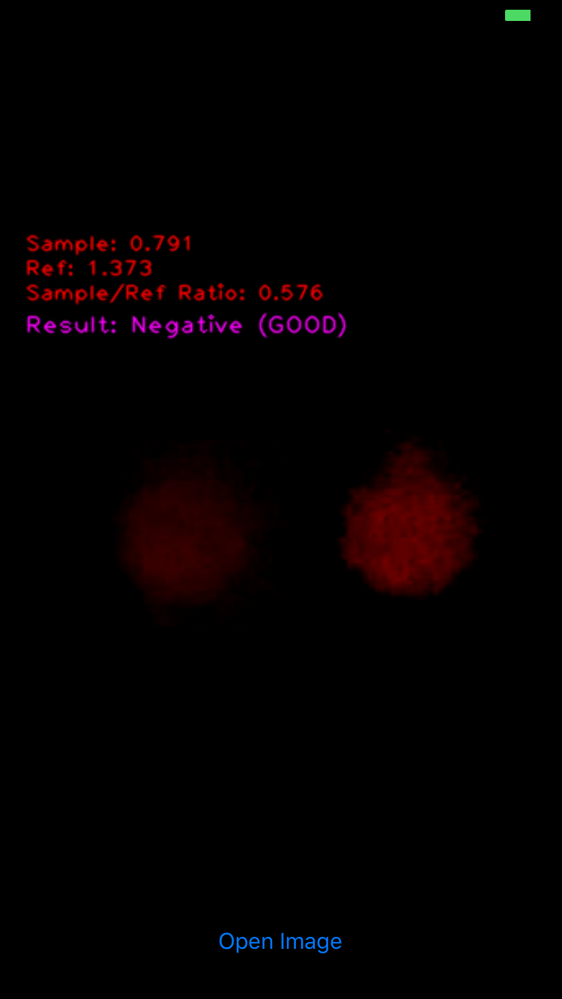 Sample: 0.791
Ref: 1.373
Sample/Ref Ratio: 0.576
Result: Negative (GOOD)
Open Image